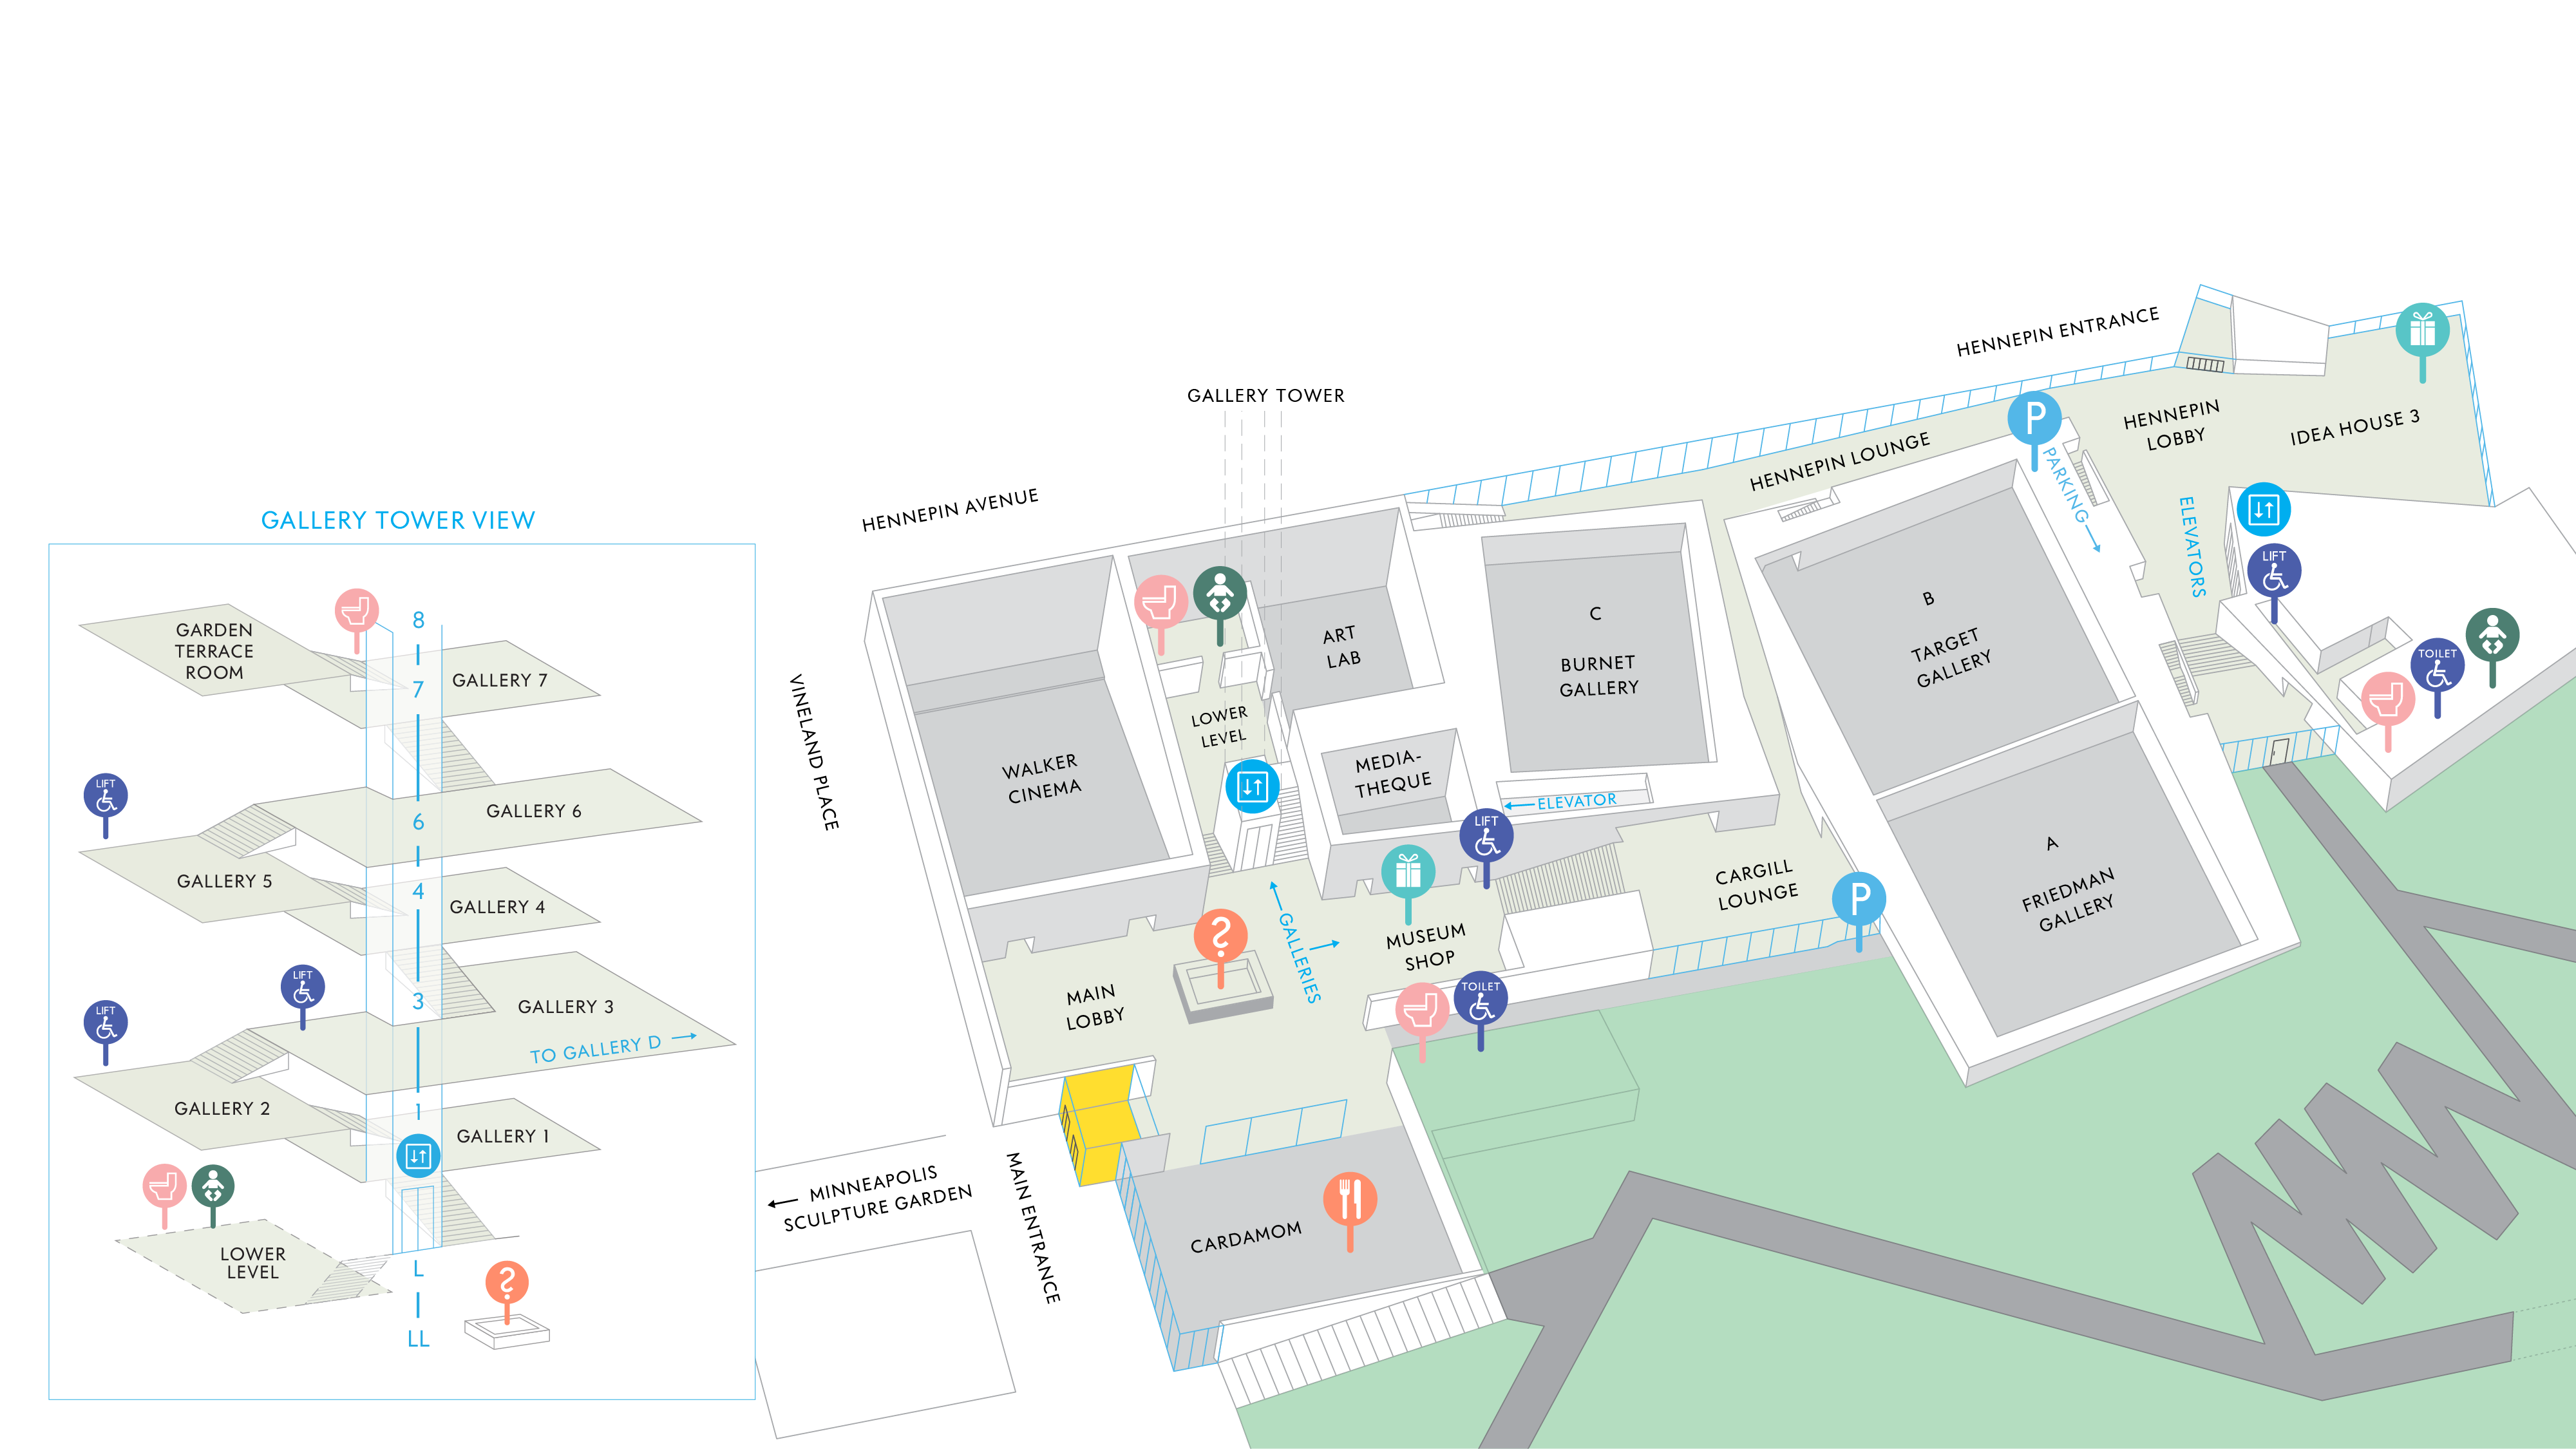 GALLERY TOWER VIEW
GARDEN
TERRACE
ROOM
8
7
GALLERY 7
LIFT
6
GALLERY 6
GALLERY 5
4
GALLERY 4
LIFT
LIFT
3
GALLERY 3
TO GALLERY D
GALLERY 2
1
GALLERY 1
LOWER
LEVEL
L
?
LL
HENNEPIN AVENUE
GALLERY TOWER
VINELAND PLACE
WALKER
CINEMA
LOWER
LEVEL
ART
LAB
MEDIA-
THEQUE
C
BURNET
GALLERY
ELEVATOR
LIFT
GALLERIES
?
MAIN
LOBBY
MUSEUM
SHOP
TOILET
CARGILL
LOUNGE
P
MINNEAPOLIS
SCULPTURE GARDEN
MAIN ENTRANCE
CARDAMOM
HENNEPIN LOUNGE
HENNEPIN ENTRANCE
P
PARKING
HENNEPIN
LOBBY
IDEA HOUSE 3
ELEVATORS
LIFT
TOILET
B
TARGET
GALLERY
A
FRIEDMAN
GALLERY